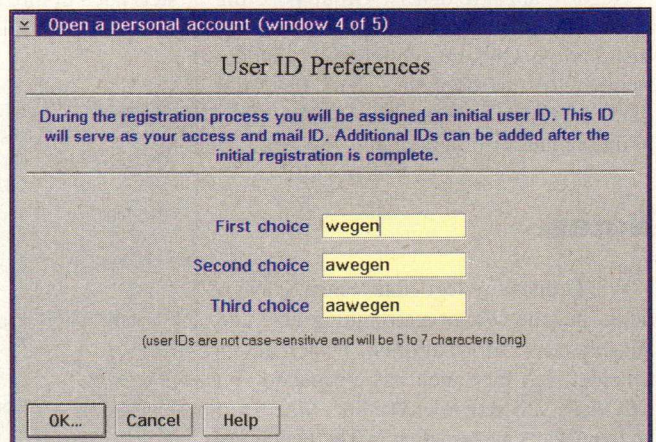 Open a personal account (window 4 of 5)
User ID Preferences
During the registration process you will be assigned an initial user ID. This ID
will serve as your access and mail ID. Additional IDs can be added after the
initial registration is complete.
First choice wegen
Second choice awegen
Third choice aawegen
(user IDs are not case-sensitive and will be 5 to 7 characters long)
OK... Cancel Help